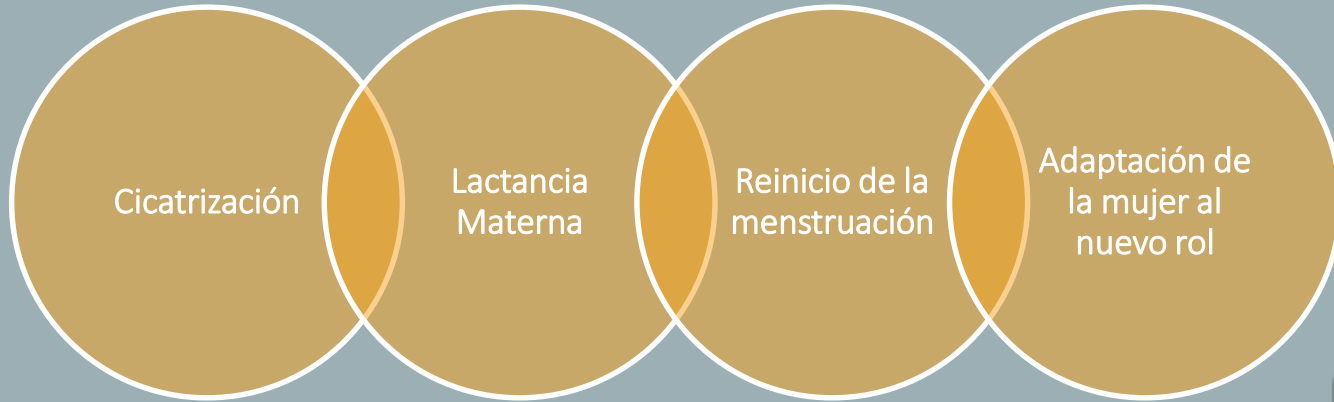 Cicatrización
Lactancia
Materna
Reinicio de la
menstruación
Adaptación de
la mujer al
nuevo rol